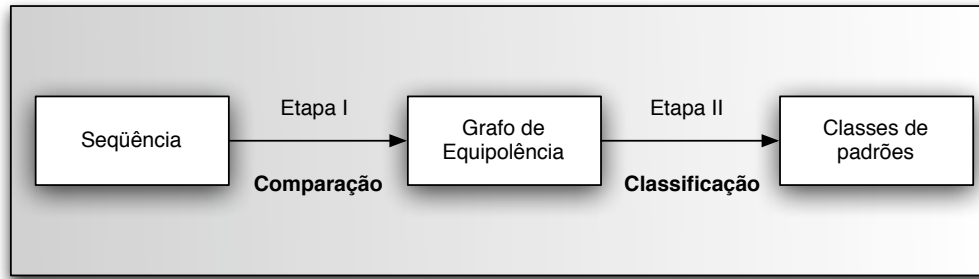 Seqüência
Etapa I
Comparação
Grafo de
Equipolência
Etapa II
Classificação
Classes de
padrões